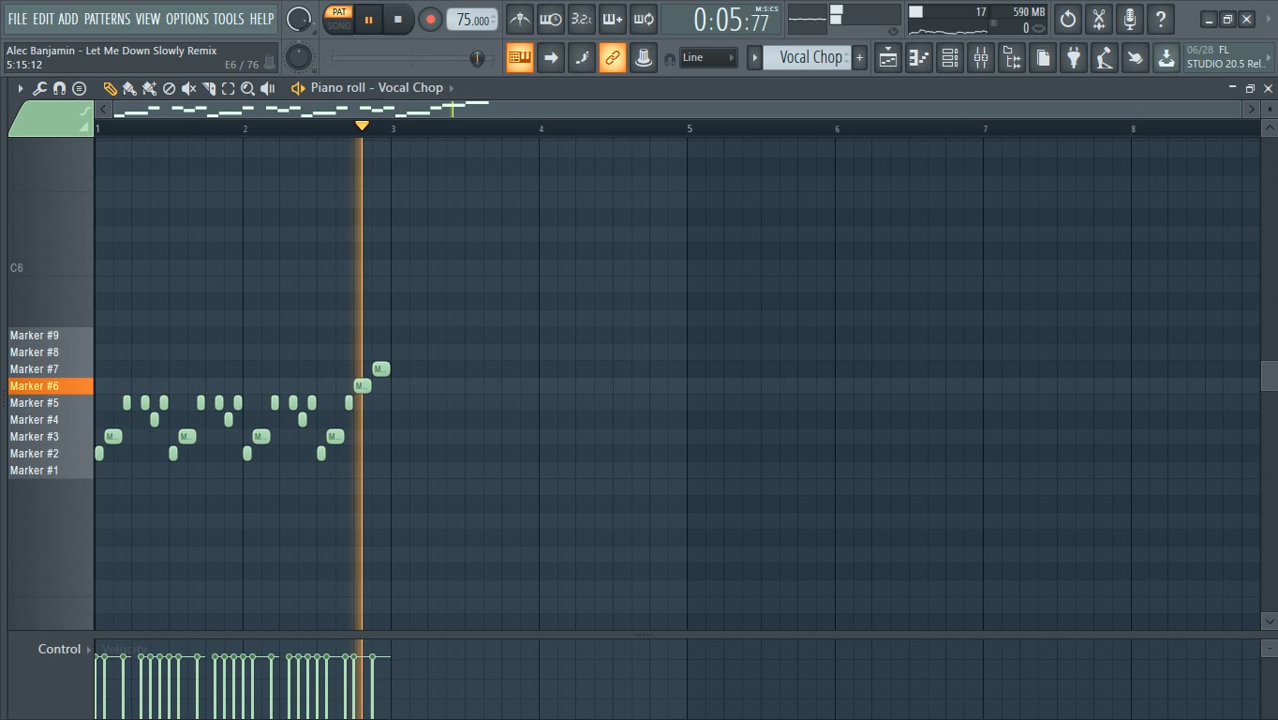 FILE EDIT ADD PATTERNS VIEW OPTIONS TOOLS HELP
PAT
SONG
75.000
3.2
0:05:77
M:S:CS
17
590 MB
0
Alec Banjamin - Let Me Down Slowly Remix
5:15:12
E6 / 76
Line
Vocal Chop
06/28 FL
STUDIO 20.5 Rel..
Piano roll - Vocal Chop
1 2 3 4 5 6 7 8
C6
Marker #9
Marker #8
Marker #7
M..
Marker #6
M..
Marker #5
Marker #4
Marker #3
M.. M.. M.. M..
Marker #2
Marker #1
Control
Velocity